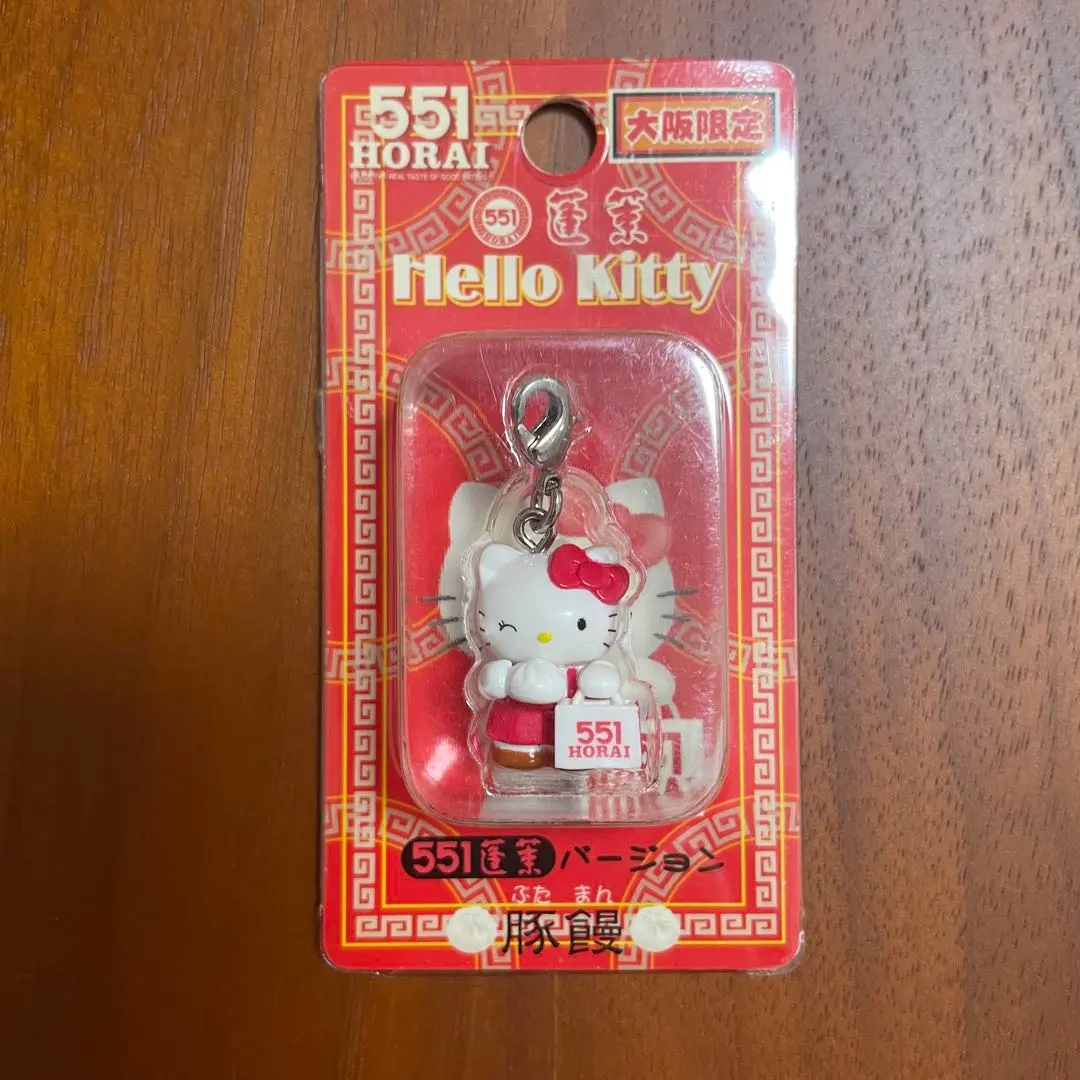 551
HORAI
大阪限定
551
蓬莱
Hello Kitty
551
HORAI
551蓬莱バージョン
ぶた まん
豚饅